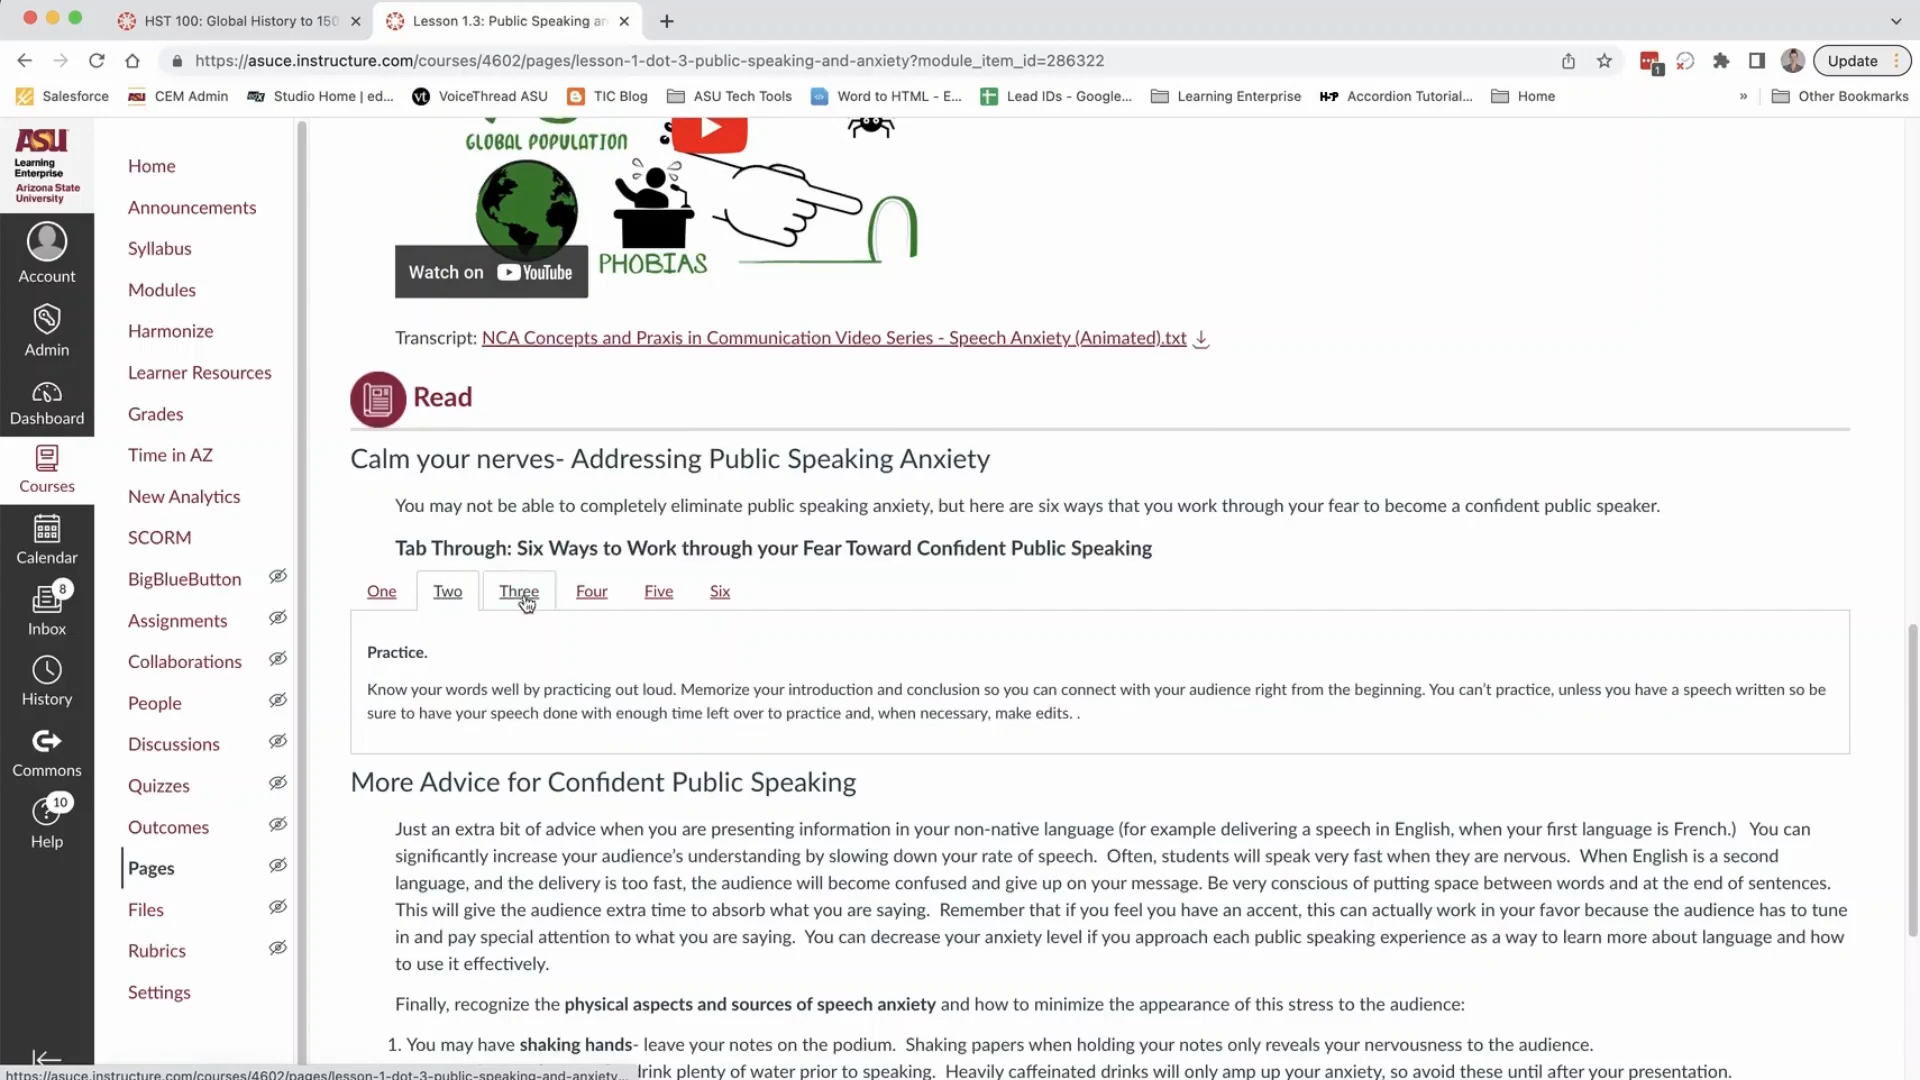 HST 100: Global History to 150
Lesson 1.3: Public Speaking an
https://asuce.instructure.com/courses/4602/pages/lesson-1-dot-3-public-speaking-and-anxiety?module_item_id=286322
1
Update
Salesforce
CEM Admin
Studio Home | ed...
vt VoiceThread ASU
TIC Blog
ASU Tech Tools
Word to HTML - E...
Lead IDs - Google...
Learning Enterprise
H-P Accordion Tutorial...
Home
»
Other Bookmarks
ASU
Learning
Enterprise
Arizona State
University
Account
Admin
Dashboard
Courses
Calendar
8
Inbox
History
Commons
10
Help
Home
Announcements
Syllabus
Modules
Harmonize
Learner Resources
Grades
Time in AZ
New Analytics
SCORM
BigBlueButton
Assignments
Collaborations
People
Discussions
Quizzes
Outcomes
Pages
Files
Rubrics
Settings
GLOBAL POPULATION
PHOBIAS
Watch on YouTube
Transcript: NCA Concepts and Praxis in Communication Video Series - Speech Anxiety (Animated).txt
Read
Calm your nerves- Addressing Public Speaking Anxiety
You may not be able to completely eliminate public speaking anxiety, but here are six ways that you work through your fear to become a confident public speaker.
Tab Through: Six Ways to Work through your Fear Toward Confident Public Speaking
One Two Three Four Five Six
Practice.
Know your words well by practicing out loud. Memorize your introduction and conclusion so you can connect with your audience right from the beginning. You can't practice, unless you have a speech written so be
sure to have your speech done with enough time left over to practice and, when necessary, make edits. .
More Advice for Confident Public Speaking
Just an extra bit of advice when you are presenting information in your non-native language (for example delivering a speech in English, when your first language is French.) You can
significantly increase your audience's understanding by slowing down your rate of speech. Often, students will speak very fast when they are nervous. When English is a second
language, and the delivery is too fast, the audience will become confused and give up on your message. Be very conscious of putting space between words and at the end of sentences.
This will give the audience extra time to absorb what you are saying. Remember that if you feel you have an accent, this can actually work in your favor because the audience has to tune
in and pay special attention to what you are saying. You can decrease your anxiety level if you approach each public speaking experience as a way to learn more about language and how
to use it effectively.
Finally, recognize the physical aspects and sources of speech anxiety and how to minimize the appearance of this stress to the audience:
1. You may have shaking hands- leave your notes on the podium. Shaking papers when holding your notes only reveals your nervousness to the audience.
drink plenty of water prior to speaking. Heavily caffeinated drinks will only amp up your anxiety, so avoid these until after your presentation.
https://asuce.instructure.com/courses/4602/pages/lesson-1-dot-3-public-speaking-and-anxiety...